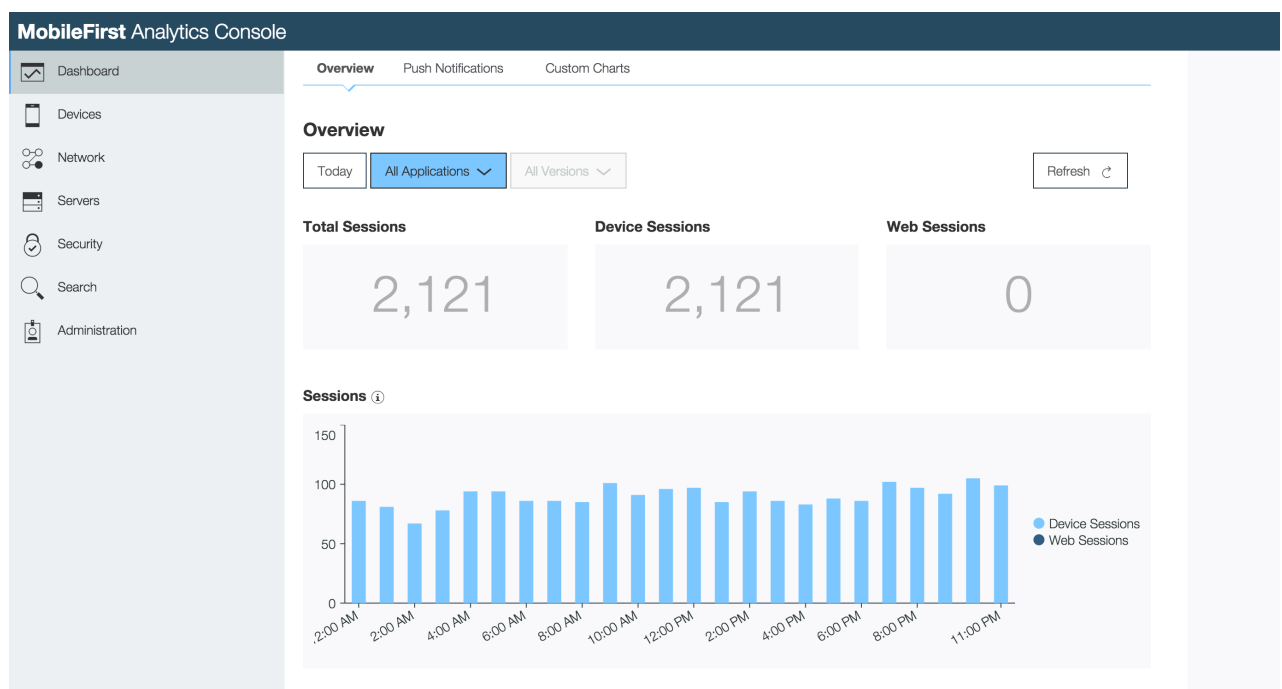 MobileFirst Analytics Console
Dashboard
Devices
Network
Servers
Security
Search
Administration
Overview Push Notifications Custom Charts
Overview
Today All Applications All Versions Refresh
Total Sessions Device Sessions Web Sessions
2,121 2,121 0
Sessions
150
100
50
0
Device Sessions
Web Sessions
2:00 AM 2:00 AM 4:00 AM 6:00 AM 8:00 AM 10:00 AM 12:00 PM 2:00 PM 4:00 PM 6:00 PM 8:00 PM 11:00 PM